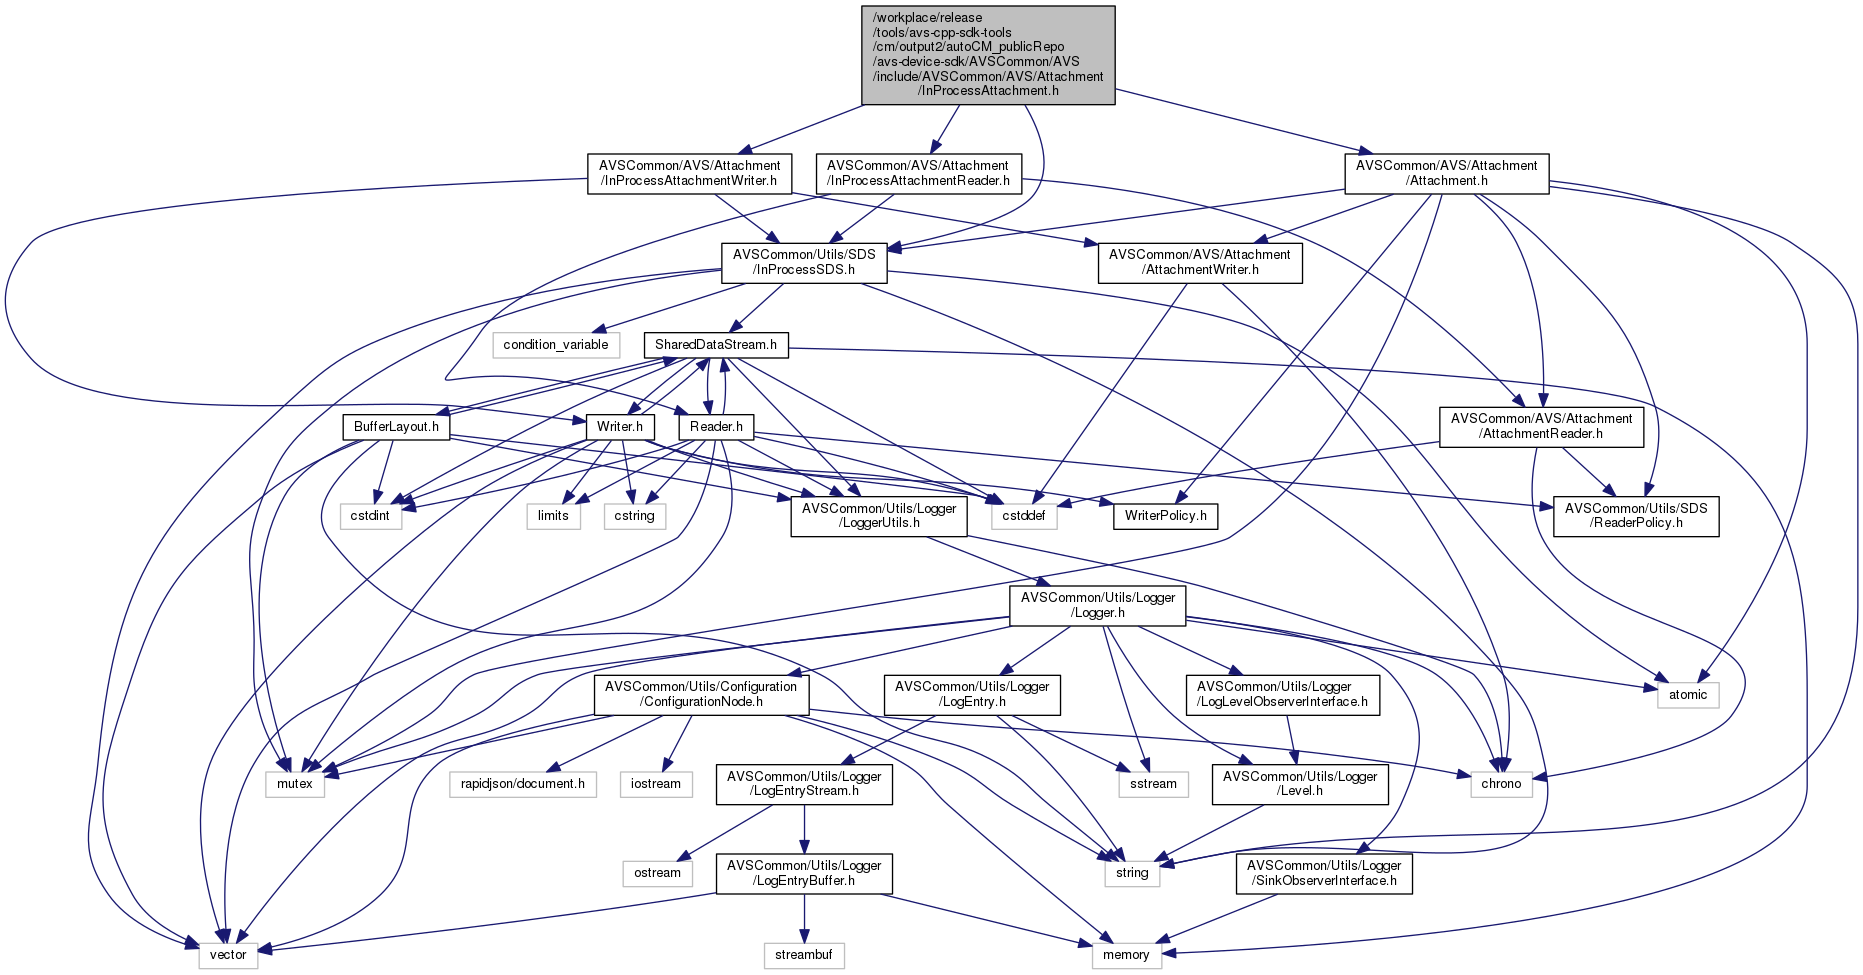 /workplace/release
/tools/avs-cpp-sdk-tools
/cm/output2/autoCM_publicRepo
/avs-device-sdk/AVSCommon/AVS
/include/AVSCommon/AVS/Attachment
/InProcessAttachment.h
AVSCommon/AVS/Attachment
/InProcessAttachmentWriter.h
AVSCommon/AVS/Attachment
/InProcessAttachmentReader.h
AVSCommon/AVS/Attachment
/Attachment.h
AVSCommon/Utils/SDS
/InProcessSDS.h
AVSCommon/AVS/Attachment
/AttachmentWriter.h
condition_variable
SharedDataStream.h
BufferLayout.h
Writer.h
Reader.h
AVSCommon/AVS/Attachment
/AttachmentReader.h
cstdint
limits
cstring
AVSCommon/Utils/Logger
/LoggerUtils.h
cstddef
WriterPolicy.h
AVSCommon/Utils/SDS
/ReaderPolicy.h
AVSCommon/Utils/Logger
/Logger.h
AVSCommon/Utils/Configuration
/ConfigurationNode.h
AVSCommon/Utils/Logger
/LogEntry.h
AVSCommon/Utils/Logger
/LogLevelObserverInterface.h
atomic
mutex
rapidjson/document.h
iostream
AVSCommon/Utils/Logger
/LogEntryStream.h
sstream
AVSCommon/Utils/Logger
/Level.h
chrono
ostream
AVSCommon/Utils/Logger
/LogEntryBuffer.h
string
AVSCommon/Utils/Logger
/SinkObserverInterface.h
vector
streambuf
memory